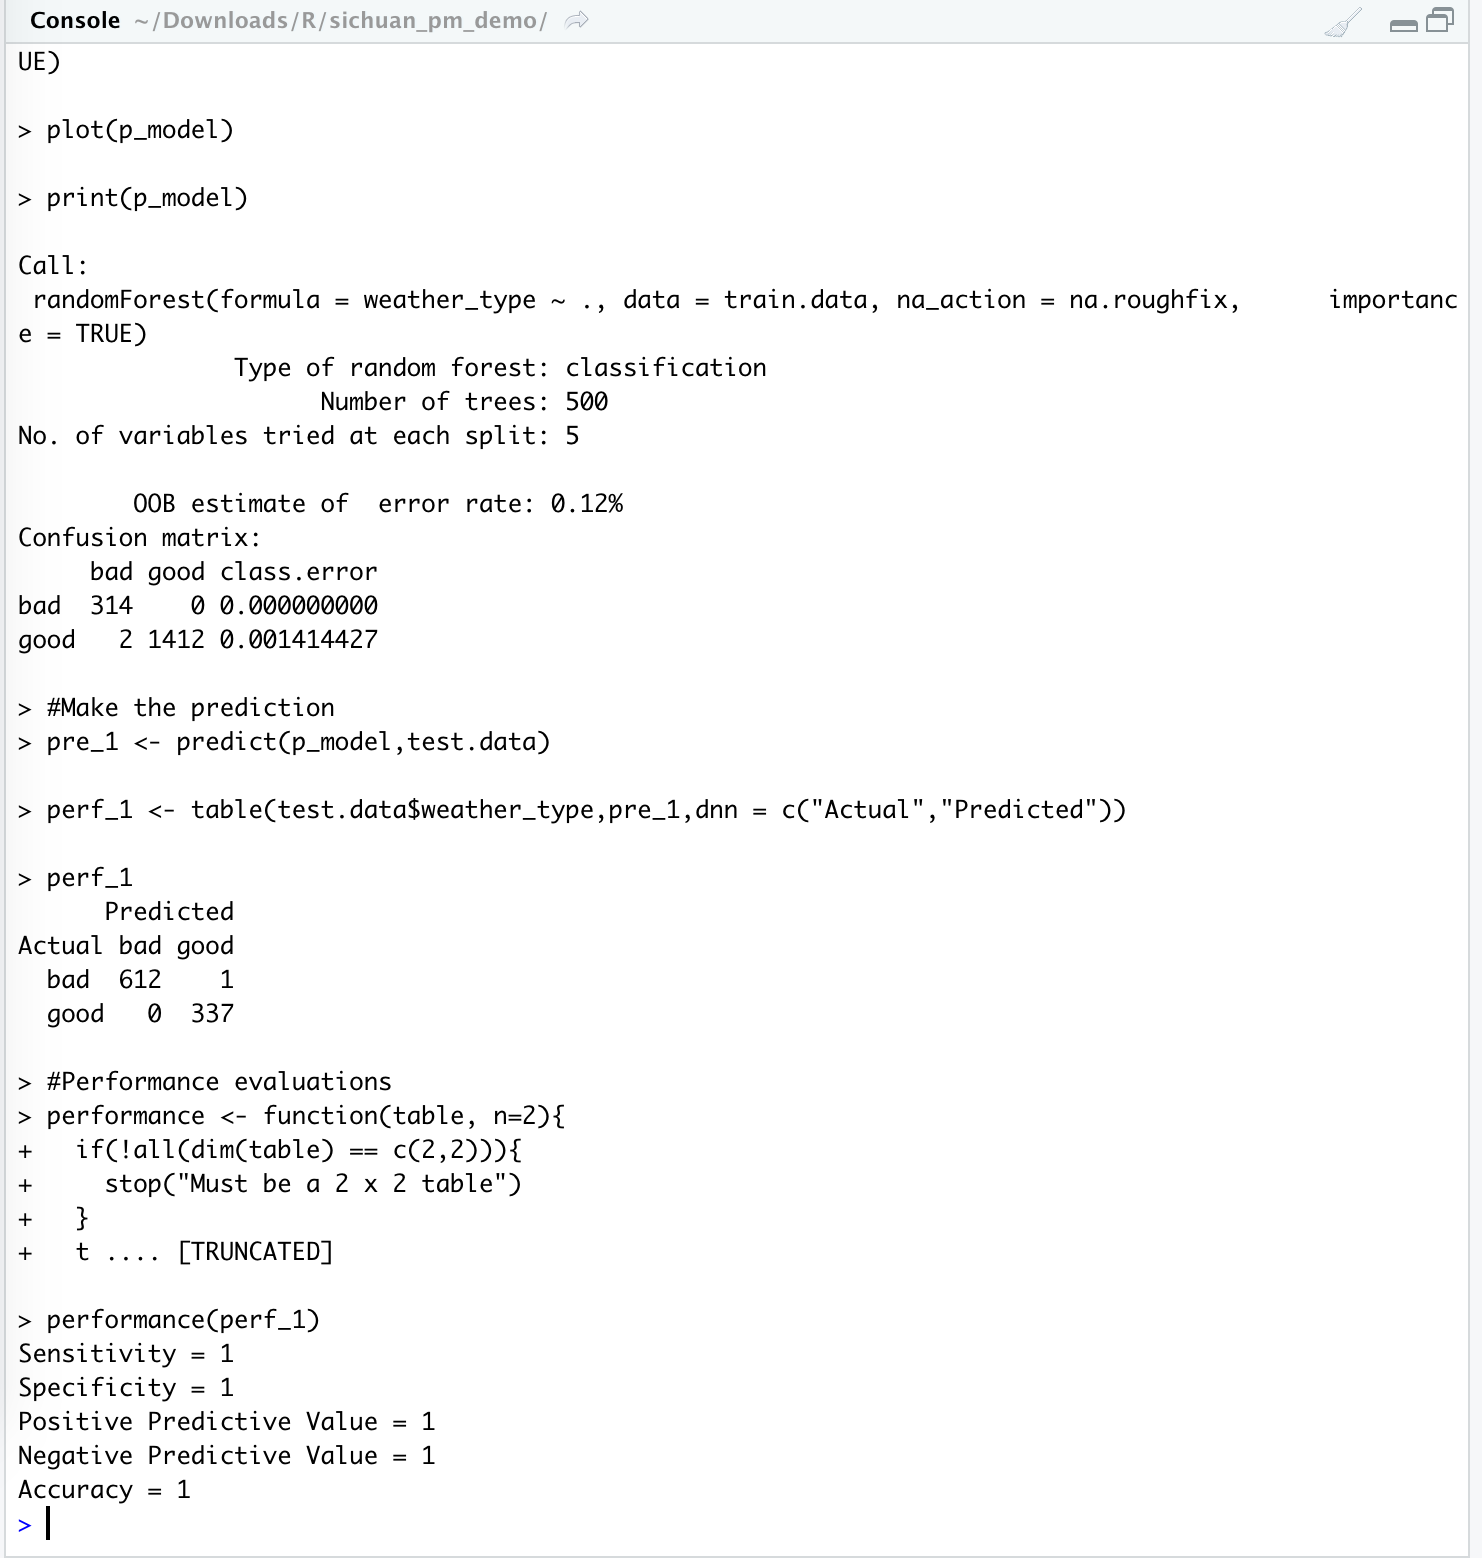 Console ~/Downloads/R/sichuan_pm_demo/
UE)
> plot(p_model)
> print(p_model)
Call:
 randomForest(formula = weather_type ~ ., data = train.data, na_action = na.roughfix,      importanc
e = TRUE)
               Type of random forest: classification
                     Number of trees: 500
No. of variables tried at each split: 5
        OOB estimate of  error rate: 0.12%
Confusion matrix:
     bad good class.error
bad  314    0 0.000000000
good   2 1412 0.001414427
> #Make the prediction
> pre_1 <- predict(p_model,test.data)
> perf_1 <- table(test.data$weather_type,pre_1,dnn = c("Actual","Predicted"))
> perf_1
      Predicted
Actual bad good
  bad  612    1
  good   0  337
> #Performance evaluations
> performance <- function(table, n=2){
+   if(!all(dim(table) == c(2,2))){
+     stop("Must be a 2 x 2 table")
+   }
+   t .... [TRUNCATED]
> performance(perf_1)
Sensitivity = 1
Specificity = 1
Positive Predictive Value = 1
Negative Predictive Value = 1
Accuracy = 1
>